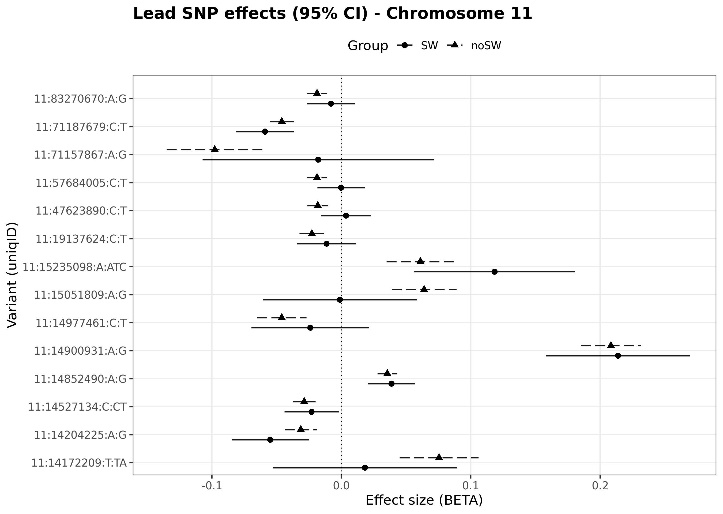 Lead SNP effects (95% CI) - Chromosome 11
Group SW noSW
Variant (uniqID)
11:83270670:A:G
11:71187679:C:T
11:71157867:A:G
11:57684005:C:T
11:47623890:C:T
11:19137624:C:T
11:15235098:A:ATC
11:15051809:A:G
11:14977461:C:T
11:14900931:A:G
11:14852490:A:G
11:14527134:C:CT
11:14204225:A:G
11:14172209:T:TA
-0.1 0.0 0.1 0.2
Effect size (BETA)